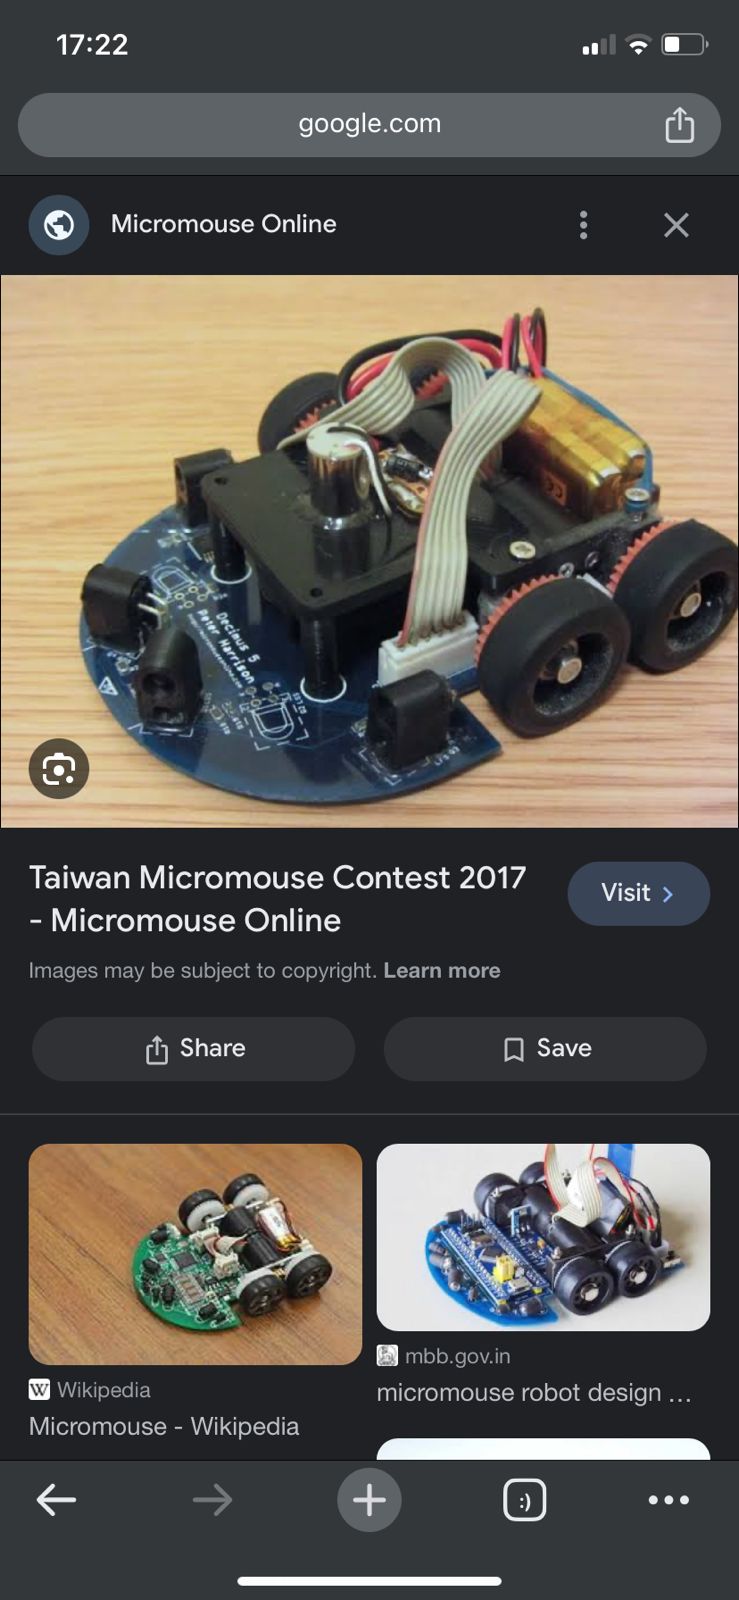 17:22
google.com
Micromouse Online
Decimus 5
Peter Harrison
Taiwan Micromouse Contest 2017
- Micromouse Online
Visit
Images may be subject to copyright. Learn more
Share
Save
W Wikipedia
Micromouse - Wikipedia
mbb.gov.in
micromouse robot design ...
:)